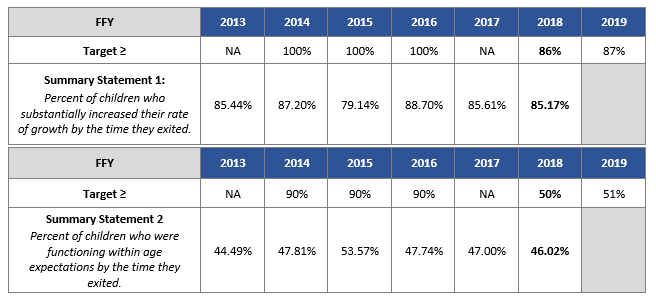 FFY 2013 2014 2015 2016 2017 2018 2019
Target ≥ NA 100% 100% 100% NA 86% 87%
Summary Statement 1:
Percent of children who
substantially increased their rate
of growth by the time they exited.
85.44% 87.20% 79.14% 88.70% 85.61% 85.17%
FFY 2013 2014 2015 2016 2017 2018 2019
Target ≥ NA 90% 90% 90% NA 50% 51%
Summary Statement 2
Percent of children who were
functioning within age
expectations by the time they
exited.
44.49% 47.81% 53.57% 47.74% 47.00% 46.02%